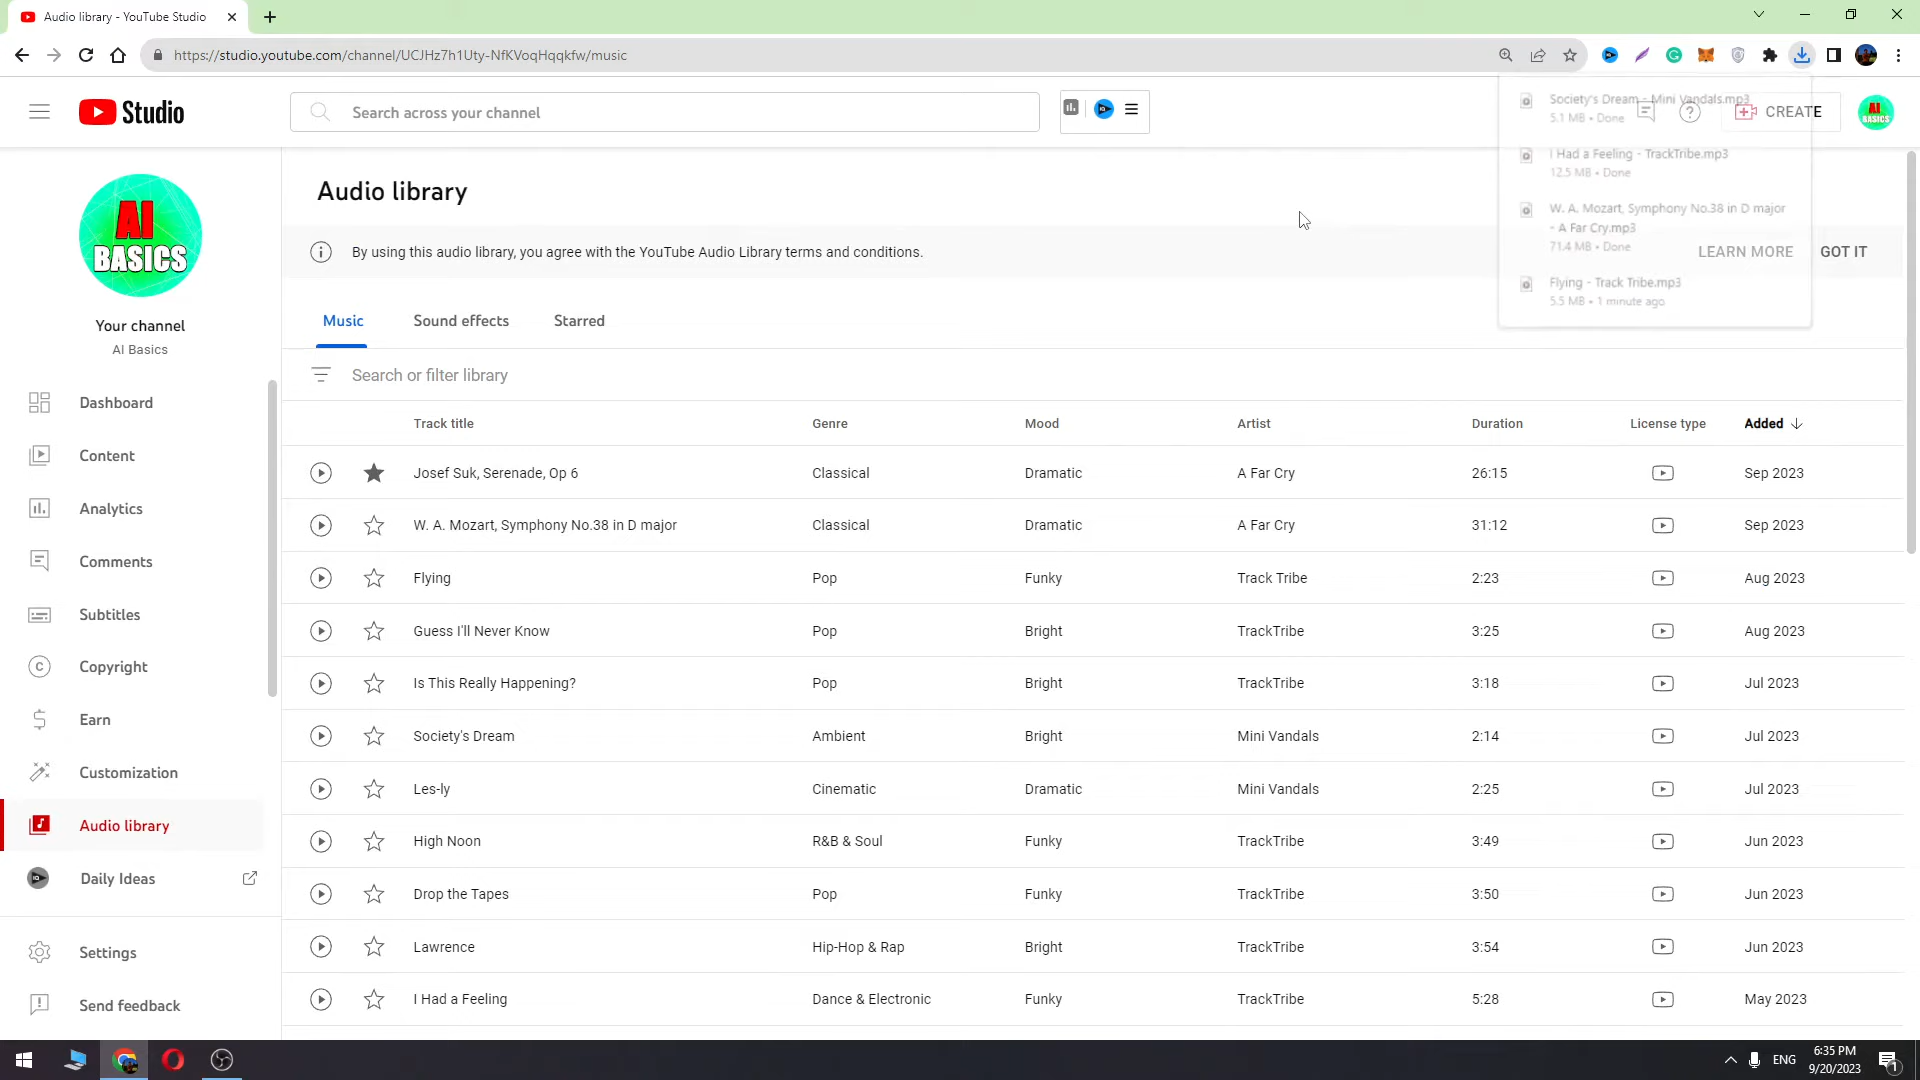 Audio library - YouTube Studio
https://studio.youtube.com/channel/UCJHz7h1Uty-NfKVoqHqqkfw/music
Studio
Search across your channel
CREATE
AI
BASICS
Society's Dream - Mini Vandals.mp3
5.1 MB • Done
I Had a Feeling - TrackTribe.mp3
12.5 MB • Done
W. A. Mozart, Symphony No.38 in D major
- A Far Cry.mp3
71.4 MB • Done
Flying - Track Tribe.mp3
5.5 MB • 1 minute ago
AI
BASICS
Your channel
AI Basics
Dashboard
Content
Analytics
Comments
Subtitles
Copyright
Earn
Customization
Audio library
Daily Ideas
Settings
Send feedback
Audio library
By using this audio library, you agree with the YouTube Audio Library terms and conditions.
LEARN MORE GOT IT
Music Sound effects Starred
Search or filter library
Track title Genre Mood Artist Duration License type Added
Josef Suk, Serenade, Op 6 Classical Dramatic A Far Cry 26:15 Sep 2023
W. A. Mozart, Symphony No.38 in D major Classical Dramatic A Far Cry 31:12 Sep 2023
Flying Pop Funky Track Tribe 2:23 Aug 2023
Guess I'll Never Know Pop Bright TrackTribe 3:25 Aug 2023
Is This Really Happening? Pop Bright TrackTribe 3:18 Jul 2023
Society's Dream Ambient Bright Mini Vandals 2:14 Jul 2023
Les-ly Cinematic Dramatic Mini Vandals 2:25 Jul 2023
High Noon R&B & Soul Funky TrackTribe 3:49 Jun 2023
Drop the Tapes Pop Funky TrackTribe 3:50 Jun 2023
Lawrence Hip-Hop & Rap Bright TrackTribe 3:54 Jun 2023
I Had a Feeling Dance & Electronic Funky TrackTribe 5:28 May 2023
ENG
6:35 PM
9/20/2023
1